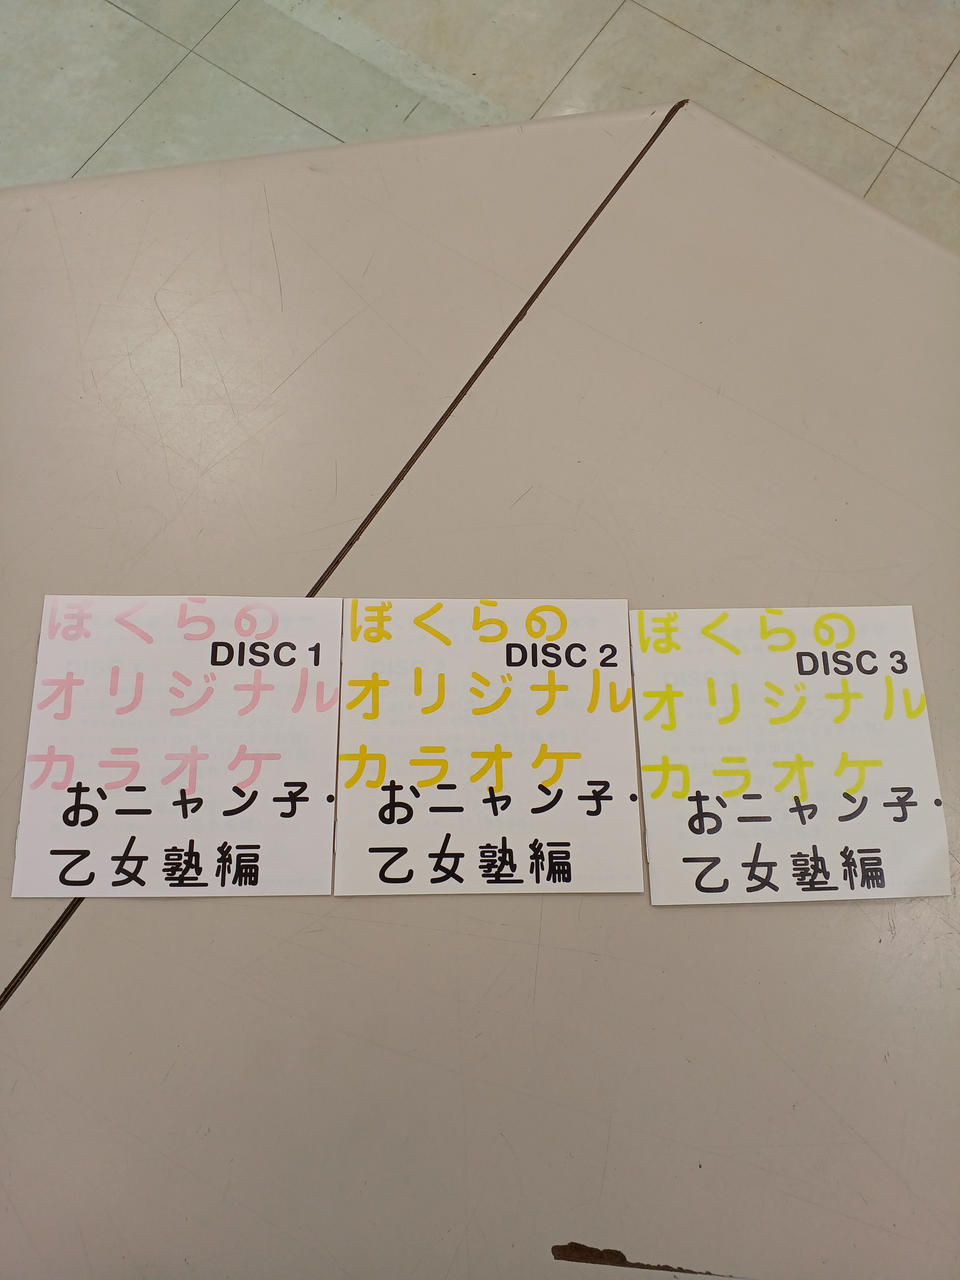 ぼくらの
DISC 1
オリジナル
カラオケ
おニャン子・
乙女塾編
ぼくらの
DISC 2
オリジナル
カラオケ
おニャン子・
乙女塾編
ぼくらの
DISC 3
オリジナル
カラオケ
おニャン子・
乙女塾編